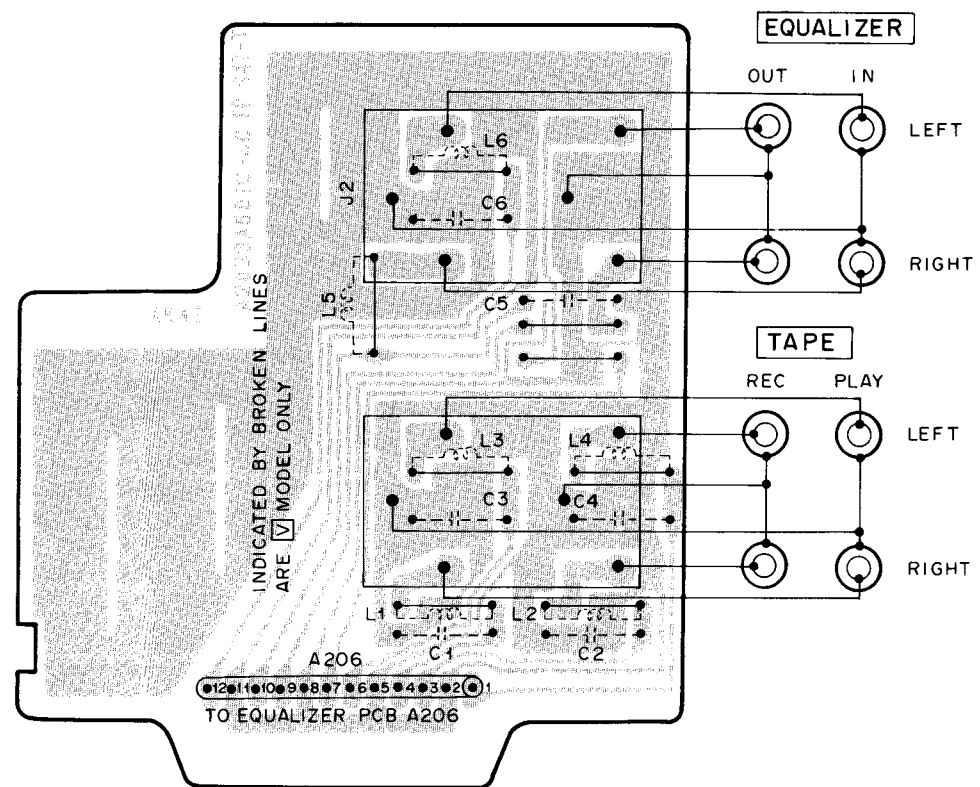 EQUALIZER
OUT IN
LEFT
L6
J2
C6
RIGHT
L5
C5
TAPE
REC PLAY
LEFT
L3 L4
C3 C4
INDICATED BY BROKEN LINES
ARE V MODEL ONLY
RIGHT
L1 L2
C1 C2
A206
12 11 10 9 8 7 6 5 4 3 2 1
TO EQUALIZER PCB A206